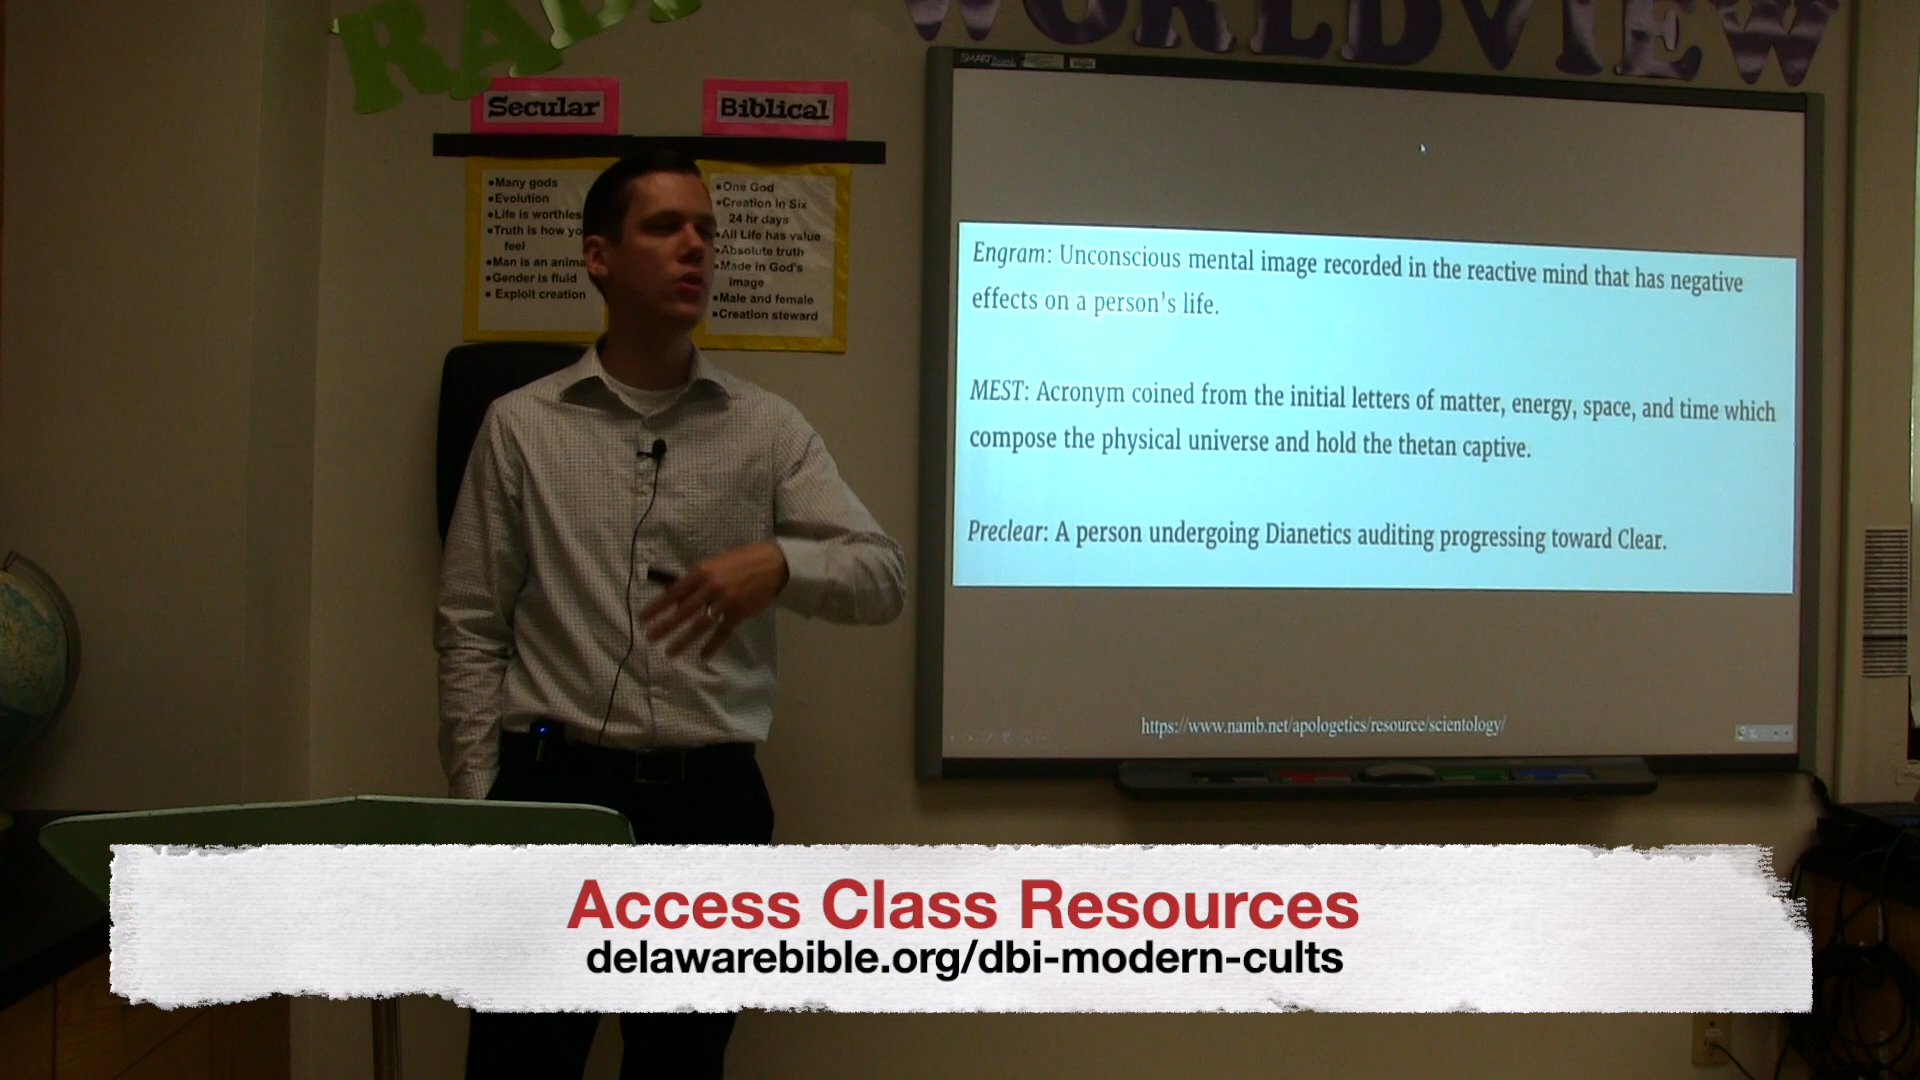 RAD
WORLDVIEW
Secular
Biblical
•Many gods
•Evolution
•Life is worthles
•Truth is how yo
feel
•Man is an anima
•Gender is fluid
• Exploit creation
•One God
•Creation in Six
24 hr days
•All Life has value
•Absolute truth
•Made in God's
image
•Male and female
•Creation steward
SMART
Engram: Unconscious mental image recorded in the reactive mind that has negative
effects on a person's life.
MEST: Acronym coined from the initial letters of matter, energy, space, and time which
compose the physical universe and hold the thetan captive.
Preclear: A person undergoing Dianetics auditing progressing toward Clear.
https://www.namb.net/apologetics/resource/scientology/
Access Class Resources
delawarebible.org/dbi-modern-cults